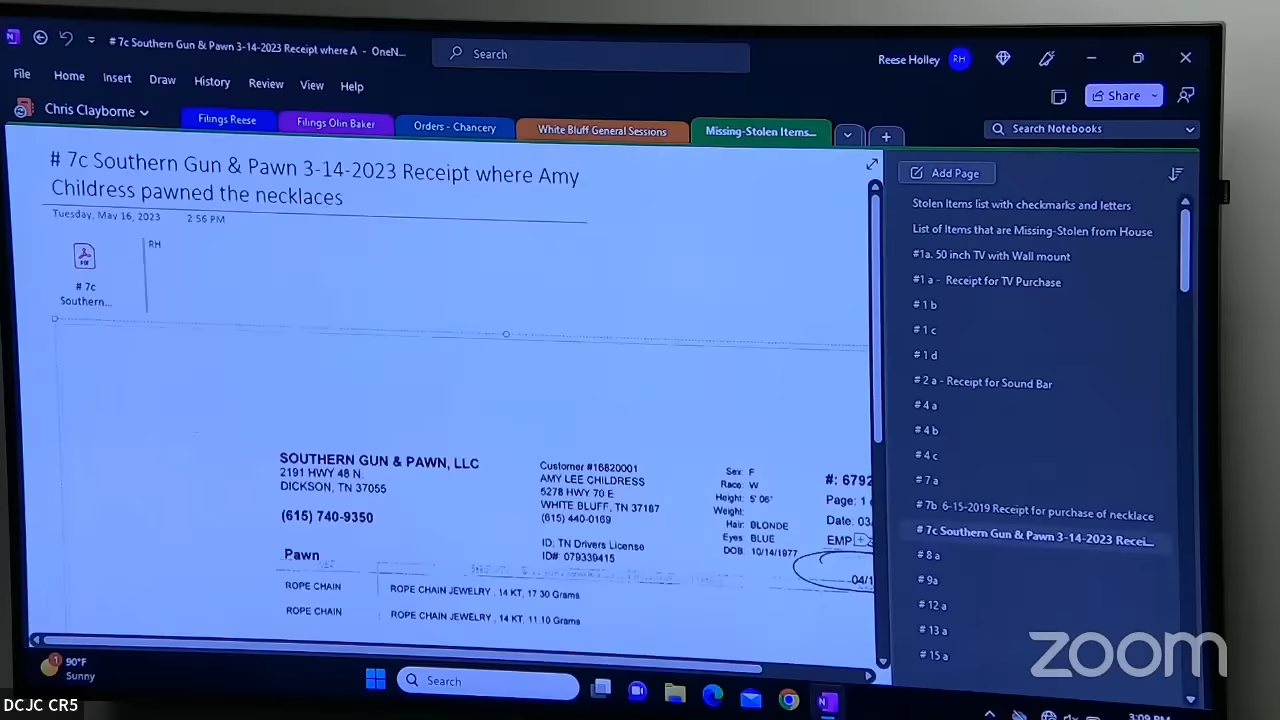 # 7c Southern Gun & Pawn 3-14-2023 Receipt where A - OneN...
Search
Reese Holley RH
File Home Insert Draw History Review View Help
Share
Chris Clayborne
Filings Reese
Filings Olin Baker
Orders - Chancery
White Bluff General Sessions
Missing-Stolen Items...
+
Search Notebooks
# 7c Southern Gun & Pawn 3-14-2023 Receipt where Amy
Childress pawned the necklaces
Tuesday, May 16, 2023 2:56 PM
RH
PDF
# 7c
Southern...
SOUTHERN GUN & PAWN, LLC
2191 HWY 48 N
DICKSON, TN 37055
(615) 740-9350
Customer #16820001
AMY LEE CHILDRESS
5278 HWY 70 E
WHITE BLUFF, TN 37187
(615) 440-0169
ID: TN Drivers License
ID# 079339415
Sex: F
Race: W
Height: 5' 06"
Weight:
Hair: BLONDE
Eyes: BLUE
DOB: 10/14/1977
#: 6792
Page: 1
Date: 03/
EMP
04/1
Pawn
ROPE CHAIN ROPE CHAIN JEWELRY , 14 KT, 17.30 Grams
ROPE CHAIN ROPE CHAIN JEWELRY , 14 KT, 11.10 Grams
Add Page
Stolen Items list with checkmarks and letters
List of Items that are Missing-Stolen from House
#1a. 50 inch TV with Wall mount
#1 a - Receipt for TV Purchase
# 1 b
# 1 c
# 1 d
# 2 a - Receipt for Sound Bar
# 4 a
# 4 b
# 4 c
# 7 a
# 7b 6-15-2019 Receipt for purchase of necklace
# 7c Southern Gun & Pawn 3-14-2023 Recei...
# 8 a
# 9a
# 12 a
# 13 a
# 15 a
1
90°F
Sunny
Search
3:09 PM
zoom
DCJC CR5